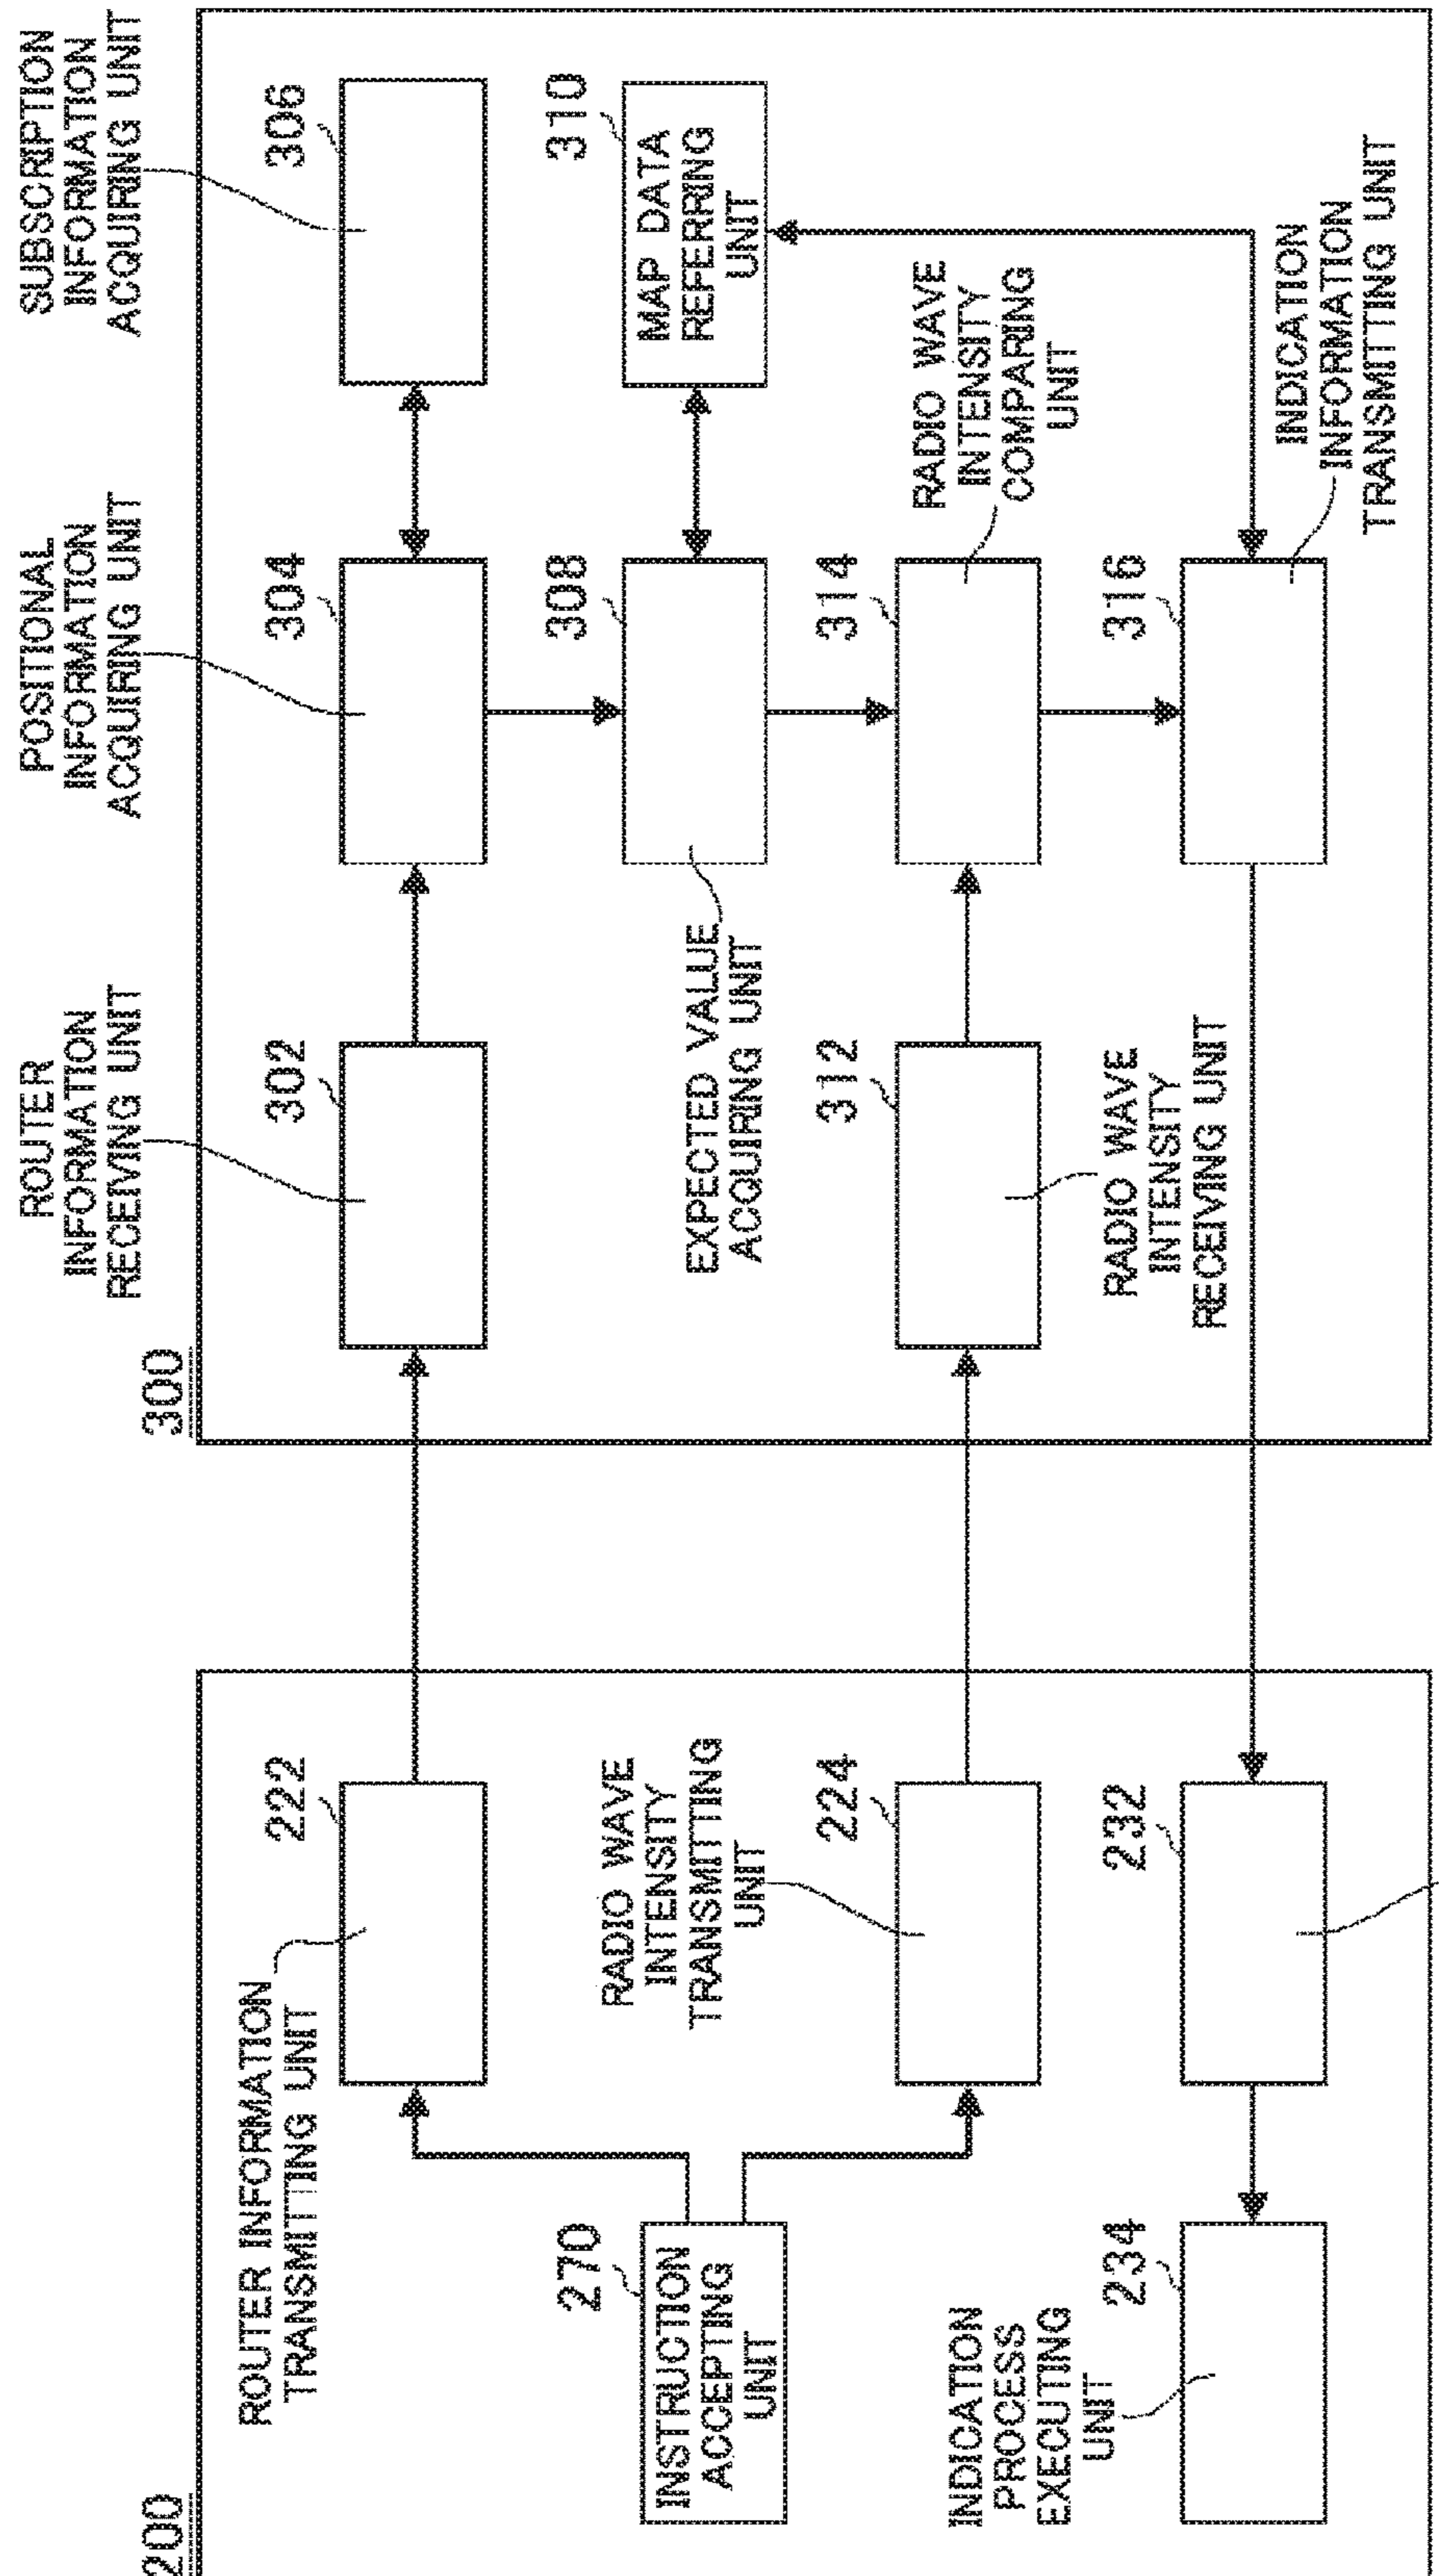 200
300
ROUTER
INFORMATION
RECEIVING UNIT
POSITIONAL
INFORMATION
ACQUIRING UNIT
SUBSCRIPTION
INFORMATION
ACQUIRING UNIT
ROUTER INFORMATION
TRANSMITTING UNIT
222
302
304
306
270
INSTRUCTION
ACCEPTING
UNIT
RADIO WAVE
INTENSITY
TRANSMITTING
UNIT
EXPECTED VALUE
ACQUIRING UNIT
308
310
MAP DATA
REFERRING
UNIT
224
312
314
RADIO WAVE
INTENSITY
COMPARING
UNIT
INDICATION
PROCESS
EXECUTING
UNIT
234
232
RADIO WAVE
INTENSITY
RECEIVING UNIT
316
INDICATION
INFORMATION
TRANSMITTING UNIT